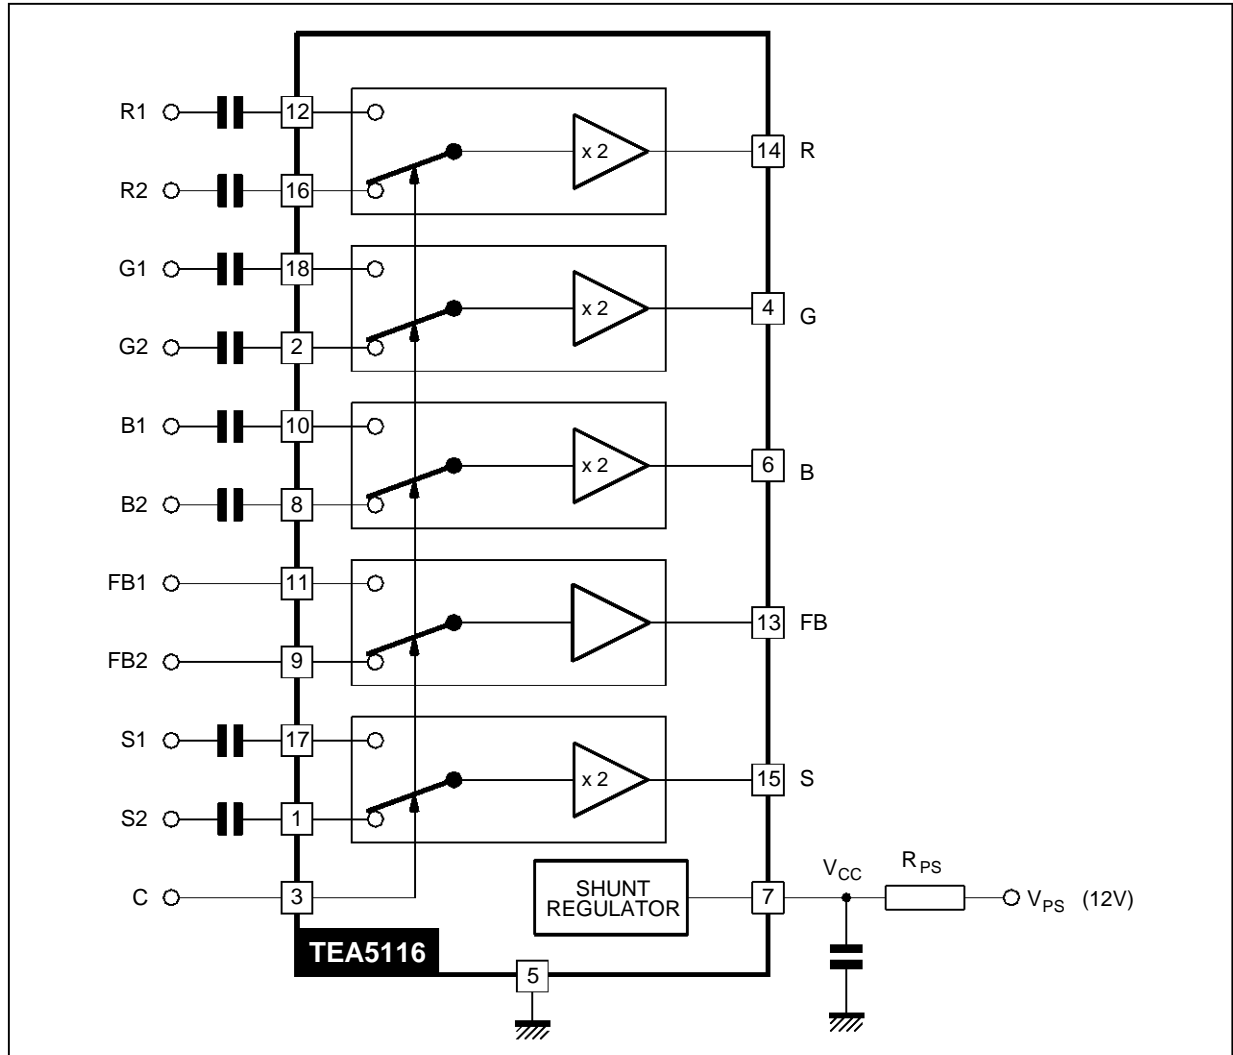 R1 12
x 2 14 R
R2 16
G1 18
x 2 4 G
G2 2
B1 10
x 2 6 B
B2 8
FB1 11
13 FB
FB2 9
S1 17
x 2 15 S
S2 1
C 3
SHUNT
REGULATOR
7
VCC
RPS
VPS (12V)
TEA5116
5